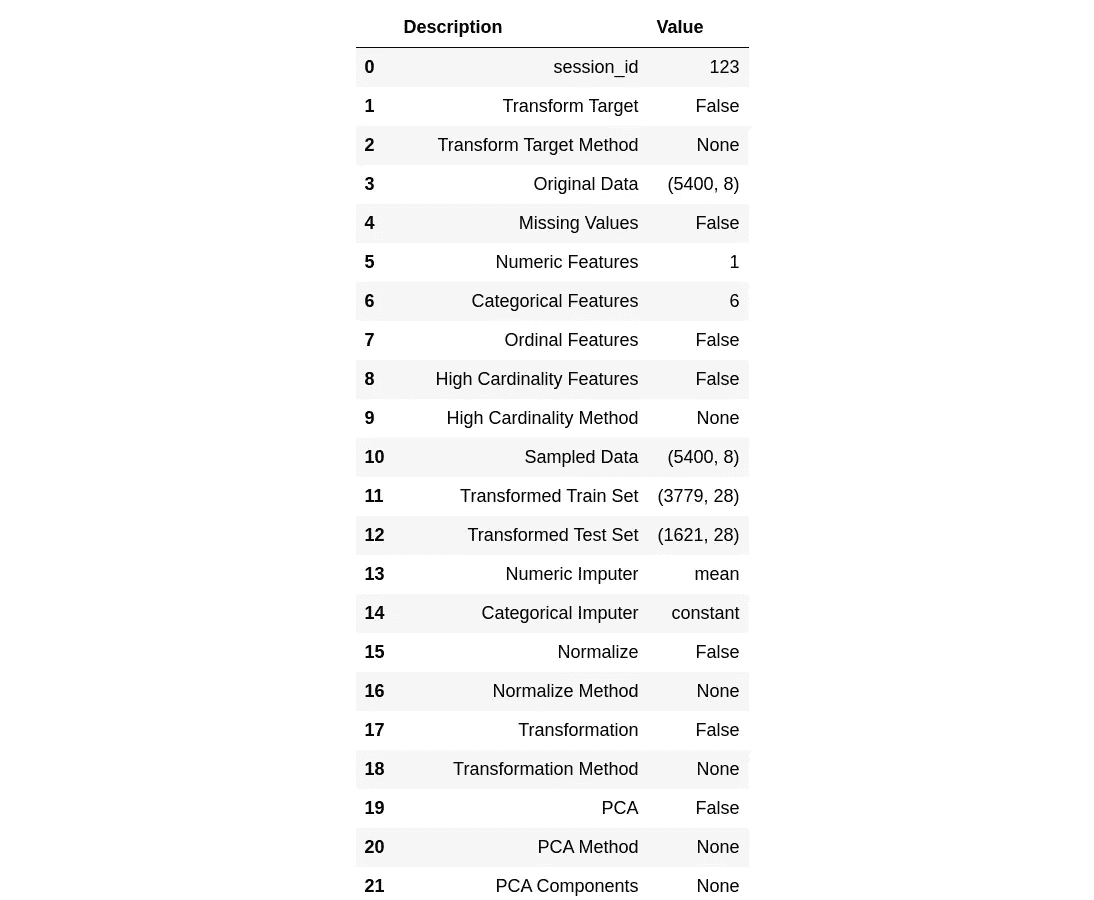 Description Value
0 session_id 123
1 Transform Target False
2 Transform Target Method None
3 Original Data (5400, 8)
4 Missing Values False
5 Numeric Features 1
6 Categorical Features 6
7 Ordinal Features False
8 High Cardinality Features False
9 High Cardinality Method None
10 Sampled Data (5400, 8)
11 Transformed Train Set (3779, 28)
12 Transformed Test Set (1621, 28)
13 Numeric Imputer mean
14 Categorical Imputer constant
15 Normalize False
16 Normalize Method None
17 Transformation False
18 Transformation Method None
19 PCA False
20 PCA Method None
21 PCA Components None